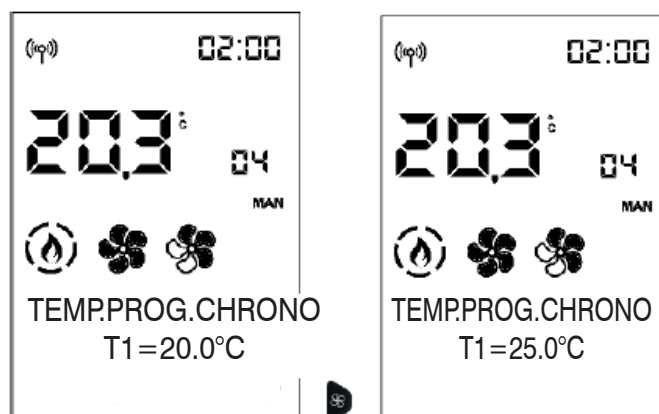 02:00
20,3 °C
04
MAN
TEMP.PROG.CHRONO
T1=20.0°C
02:00
20,3 °C
04
MAN
TEMP.PROG.CHRONO
T1=25.0°C